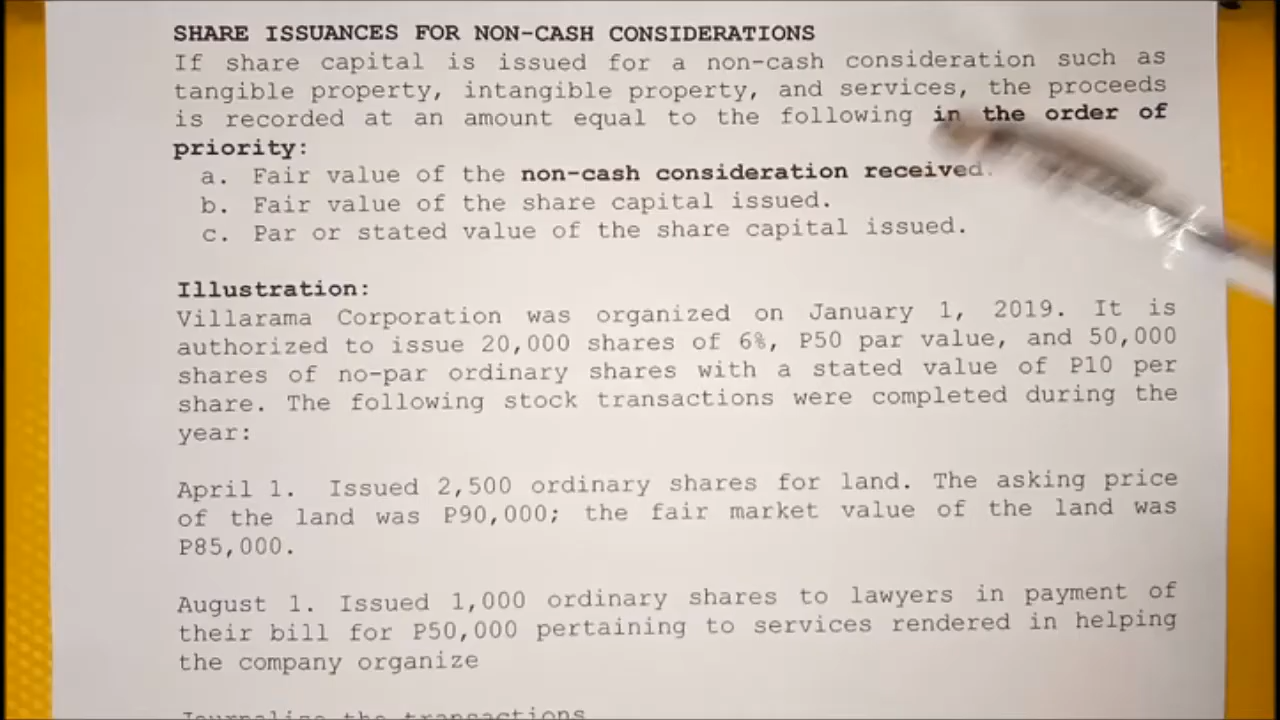 SHARE ISSUANCES FOR NON-CASH CONSIDERATIONS
If share capital is issued for a non-cash consideration such as
tangible property, intangible property, and services, the proceeds
is recorded at an amount equal to the following in the order of
priority:
a. Fair value of the non-cash consideration received.
b. Fair value of the share capital issued.
c. Par or stated value of the share capital issued.
Illustration:
Villarama Corporation was organized on January 1, 2019. It is
authorized to issue 20,000 shares of 6%, P50 par value, and 50,000
shares of no-par ordinary shares with a stated value of P10 per
share. The following stock transactions were completed during the
year:
April 1. Issued 2,500 ordinary shares for land. The asking price
of the land was P90,000; the fair market value of the land was
P85,000.
August 1. Issued 1,000 ordinary shares to lawyers in payment of
their bill for P50,000 pertaining to services rendered in helping
the company organize
Journalize the transactions